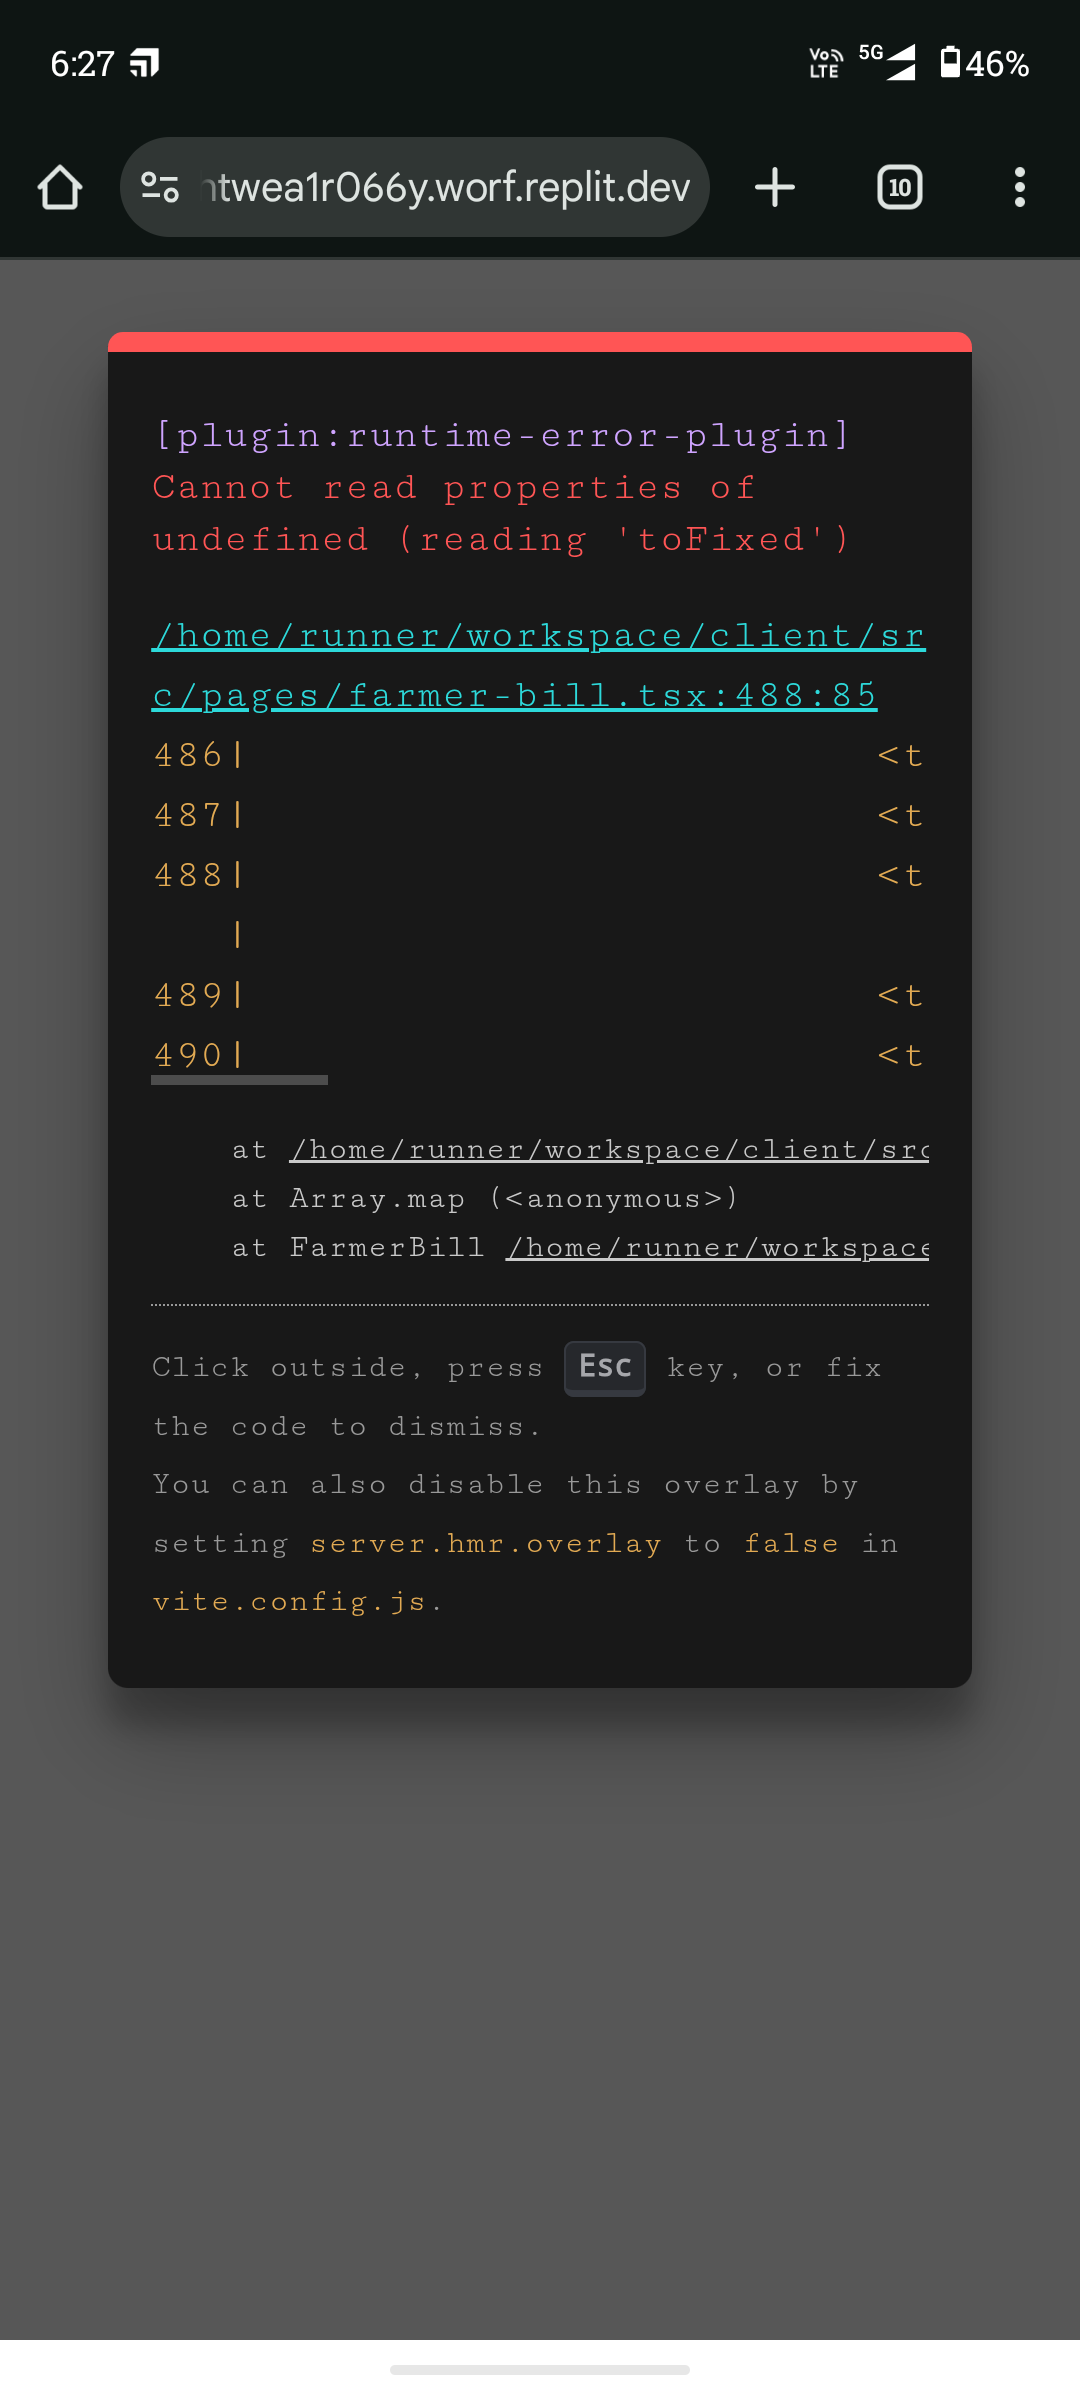 6:27
Vo LTE 5G 46%
ntwea1r066y.worf.replit.dev
10
[plugin:runtime-error-plugin]
Cannot read properties of
undefined (reading 'toFixed')
/home/runner/workspace/client/sr
c/pages/farmer-bill.tsx:488:85
486| <t
487| <t
488| <t
|
489| <t
490| <t
at /home/runner/workspace/client/src
at Array.map (<anonymous>)
at FarmerBill /home/runner/workspace
Click outside, press Esc key, or fix
the code to dismiss.
You can also disable this overlay by
setting server.hmr.overlay to false in
vite.config.js.